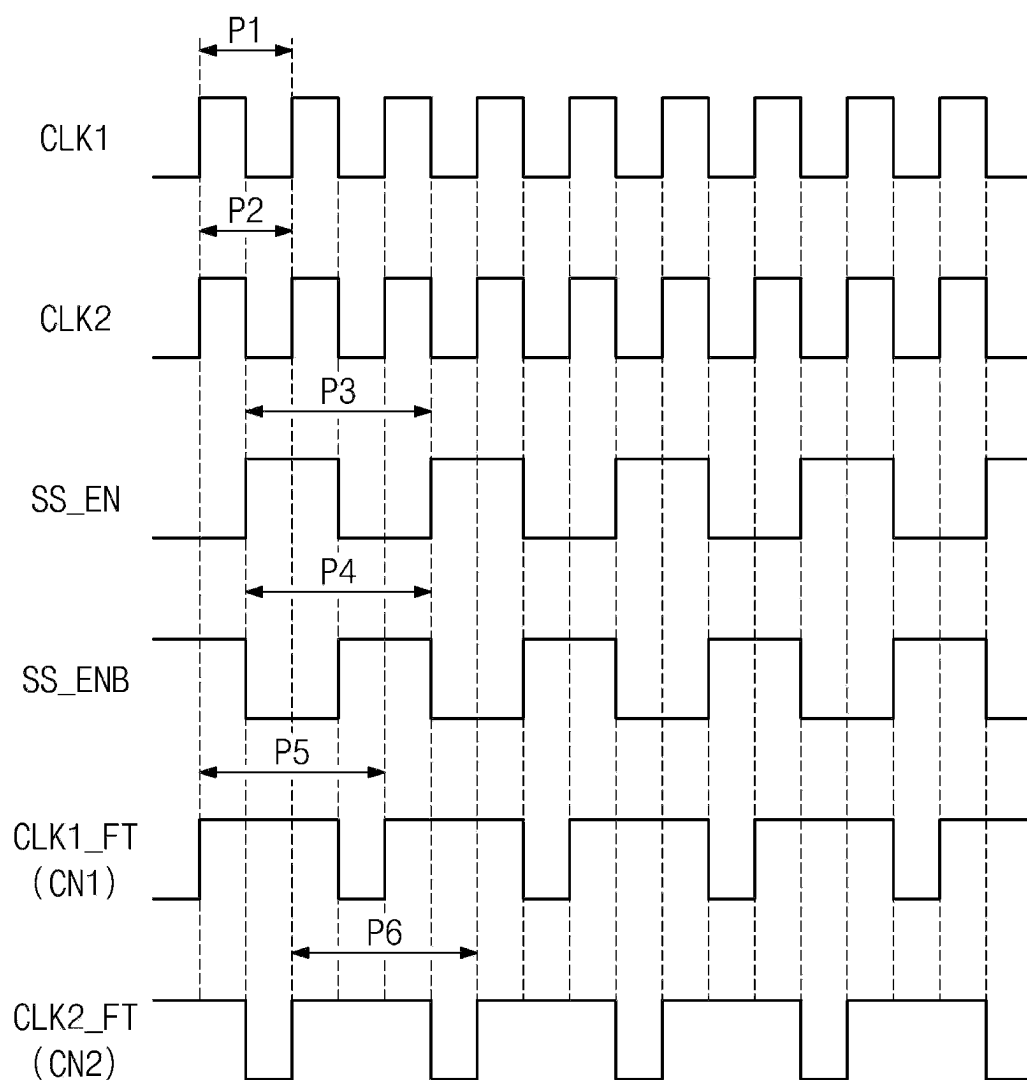 P1
CLK1
P2
CLK2
P3
SS_EN
P4
SS_ENB
P5
CLK1_FT
(CN1)
P6
CLK2_FT
(CN2)